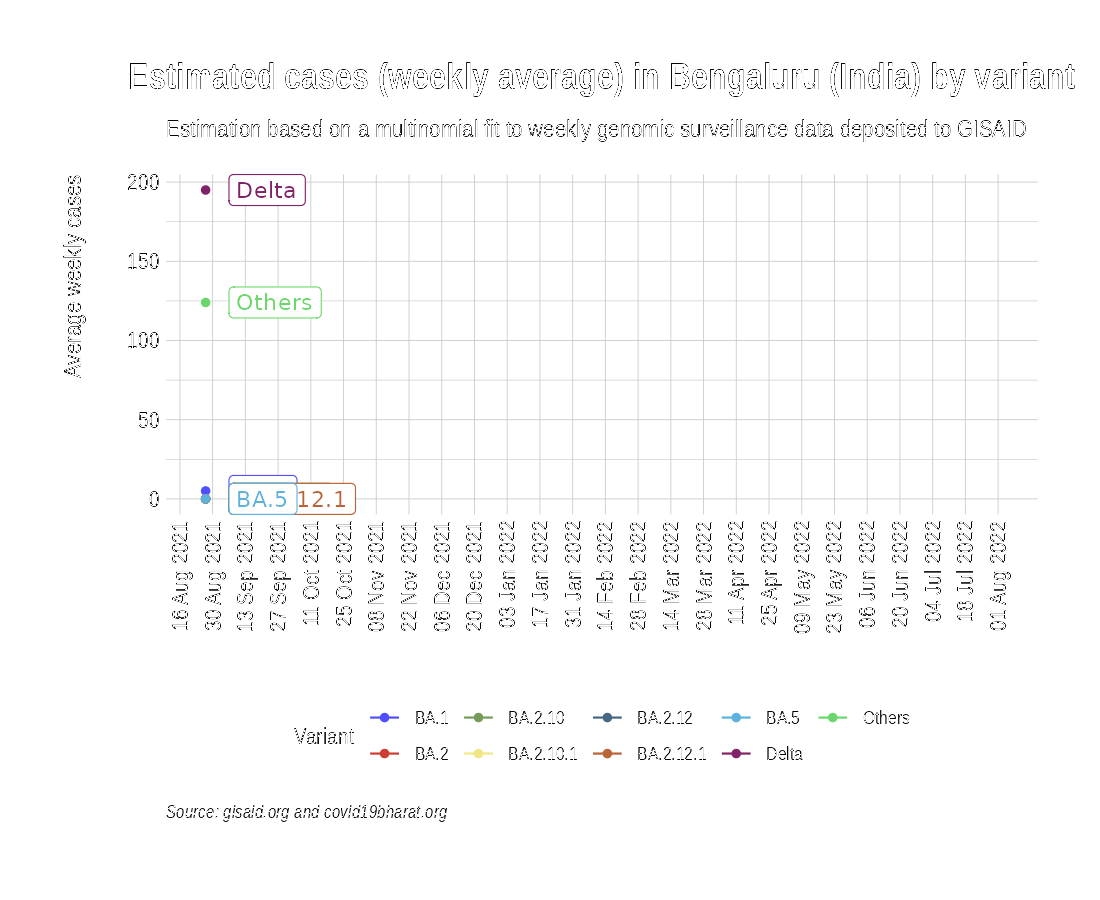 Estimated cases (weekly average) in Bengaluru (India) by variant
Estimation based on a multinomial fit to weekly genomic surveillance data deposited to GISAID
Average weekly cases
200
150
100
50
0
Delta
Others
BA.5
12.1
16 Aug 2021
30 Aug 2021
13 Sep 2021
27 Sep 2021
11 Oct 2021
25 Oct 2021
08 Nov 2021
22 Nov 2021
06 Dec 2021
20 Dec 2021
03 Jan 2022
17 Jan 2022
31 Jan 2022
14 Feb 2022
28 Feb 2022
14 Mar 2022
28 Mar 2022
11 Apr 2022
25 Apr 2022
09 May 2022
23 May 2022
06 Jun 2022
20 Jun 2022
04 Jul 2022
18 Jul 2022
01 Aug 2022
Variant
BA.1 BA.2.10 BA.2.12 BA.5 Others
BA.2 BA.2.10.1 BA.2.12.1 Delta
Source: gisaid.org and covid19bharat.org